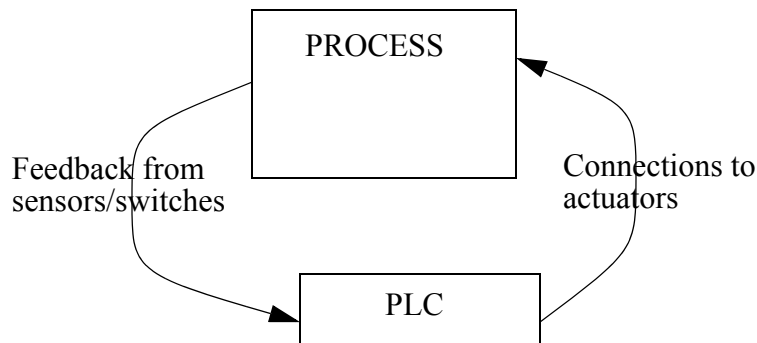 PROCESS
Feedback from
sensors/switches
Connections to
actuators
PLC